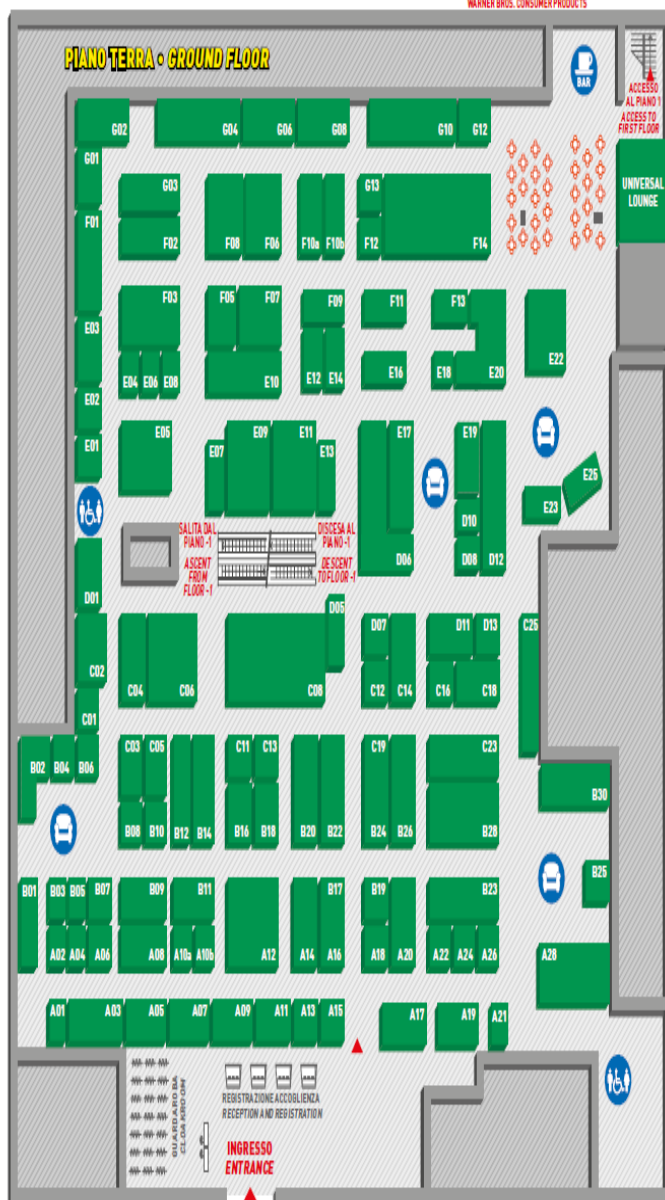 WARNER BROS. CONSUMER PRODUCTS
PIANO TERRA • GROUND FLOOR
BAR
ACCESSO
AL PIANO 1
ACCESS TO
FIRST FLOOR
G02 G04 G06 G08 G10 G12
G01 G03 G13
UNIVERSAL
LOUNGE
F01 F02 F08 F06 F10a F10b F12 F14
F03 F05 F07 F09 F11 F13
E03 E04 E06 E08 E10 E12 E14 E16 E18 E20 E22
E02
E01 E05 E07 E09 E11 E13 E17 E19 E25
E23
D10
SALITA DAL
PIANO -1
ASCENT
FROM
FLOOR -1
DISCESA AL
PIANO -1
DESCENT
TO FLOOR -1
D06 D08 D12
D01 D05
D07 D11 D13 C25
C02 C04 C06 C08 C12 C14 C16 C18
C01
B02 B04 B06 C03 C05 C11 C13 C19 C23
B30
B08 B10 B12 B14 B16 B18 B20 B22 B24 B26 B28
B01 B03 B05 B07 B09 B11 B17 B19 B23 B25
A02 A04 A06 A08 A10a A10b A12 A14 A16 A18 A20 A22 A24 A26 A28
A01 A03 A05 A07 A09 A11 A13 A15 A17 A19 A21
GUARDAROBA
CLOAKROOM
REGISTRAZIONE ACCOGLIENZA
RECEPTION AND REGISTRATION
INGRESSO
ENTRANCE